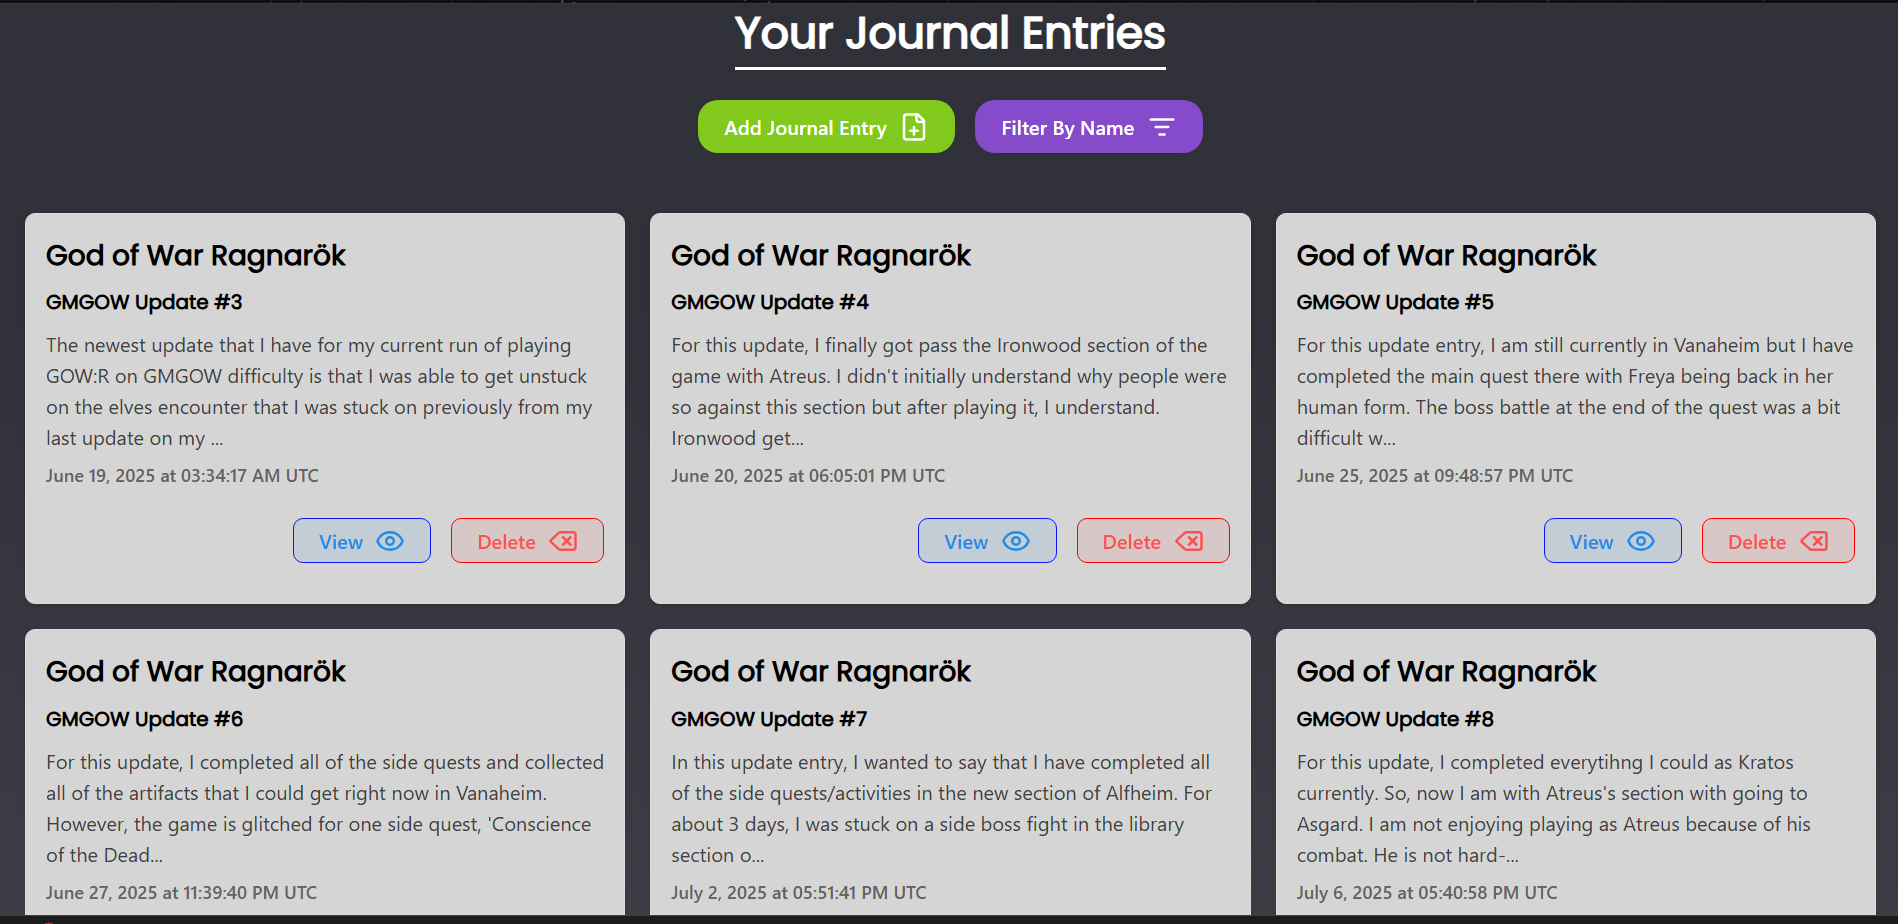 Your Journal Entries
Add Journal Entry
Filter By Name
God of War Ragnarök
GMGOW Update #3
The newest update that I have for my current run of playing
GOW:R on GMGOW difficulty is that I was able to get unstuck
on the elves encounter that I was stuck on previously from my
last update on my ...
June 19, 2025 at 03:34:17 AM UTC
View
Delete
God of War Ragnarök
GMGOW Update #4
For this update, I finally got pass the Ironwood section of the
game with Atreus. I didn't initially understand why people were
so against this section but after playing it, I understand.
Ironwood get...
June 20, 2025 at 06:05:01 PM UTC
View
Delete
God of War Ragnarök
GMGOW Update #5
For this update entry, I am still currently in Vanaheim but I have
completed the main quest there with Freya being back in her
human form. The boss battle at the end of the quest was a bit
difficult w...
June 25, 2025 at 09:48:57 PM UTC
View
Delete
God of War Ragnarök
GMGOW Update #6
For this update, I completed all of the side quests and collected
all of the artifacts that I could get right now in Vanaheim.
However, the game is glitched for one side quest, 'Conscience
of the Dead...
June 27, 2025 at 11:39:40 PM UTC
God of War Ragnarök
GMGOW Update #7
In this update entry, I wanted to say that I have completed all
of the side quests/activities in the new section of Alfheim. For
about 3 days, I was stuck on a side boss fight in the library
section o...
July 2, 2025 at 05:51:41 PM UTC
God of War Ragnarök
GMGOW Update #8
For this update, I completed everytihng I could as Kratos
currently. So, now I am with Atreus's section with going to
Asgard. I am not enjoying playing as Atreus because of his
combat. He is not hard-...
July 6, 2025 at 05:40:58 PM UTC